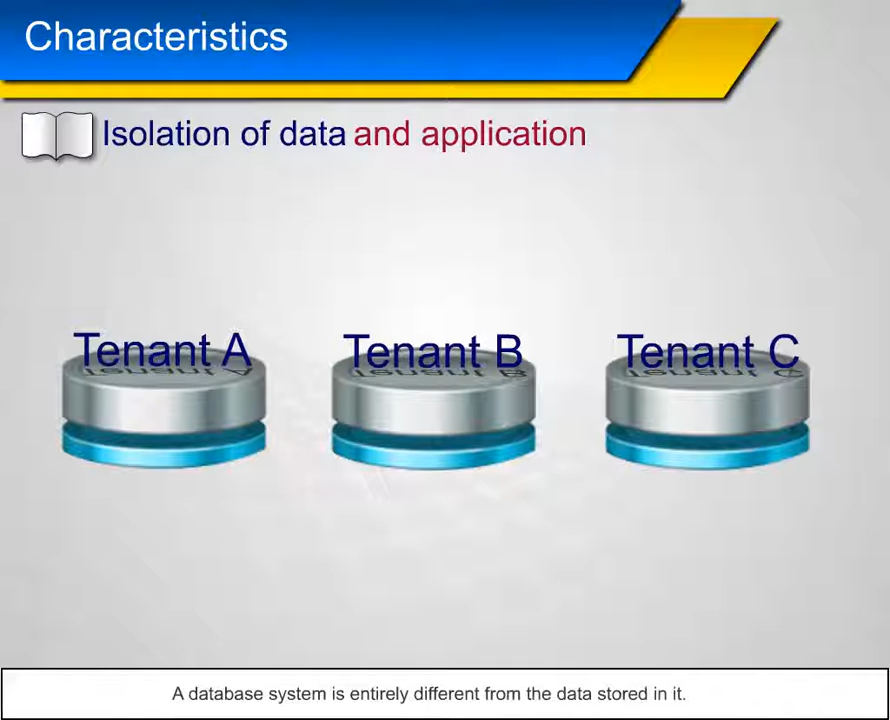 Characteristics
Isolation of data and application
Tenant A
Tenant B
Tenant C
A database system is entirely different from the data stored in it.